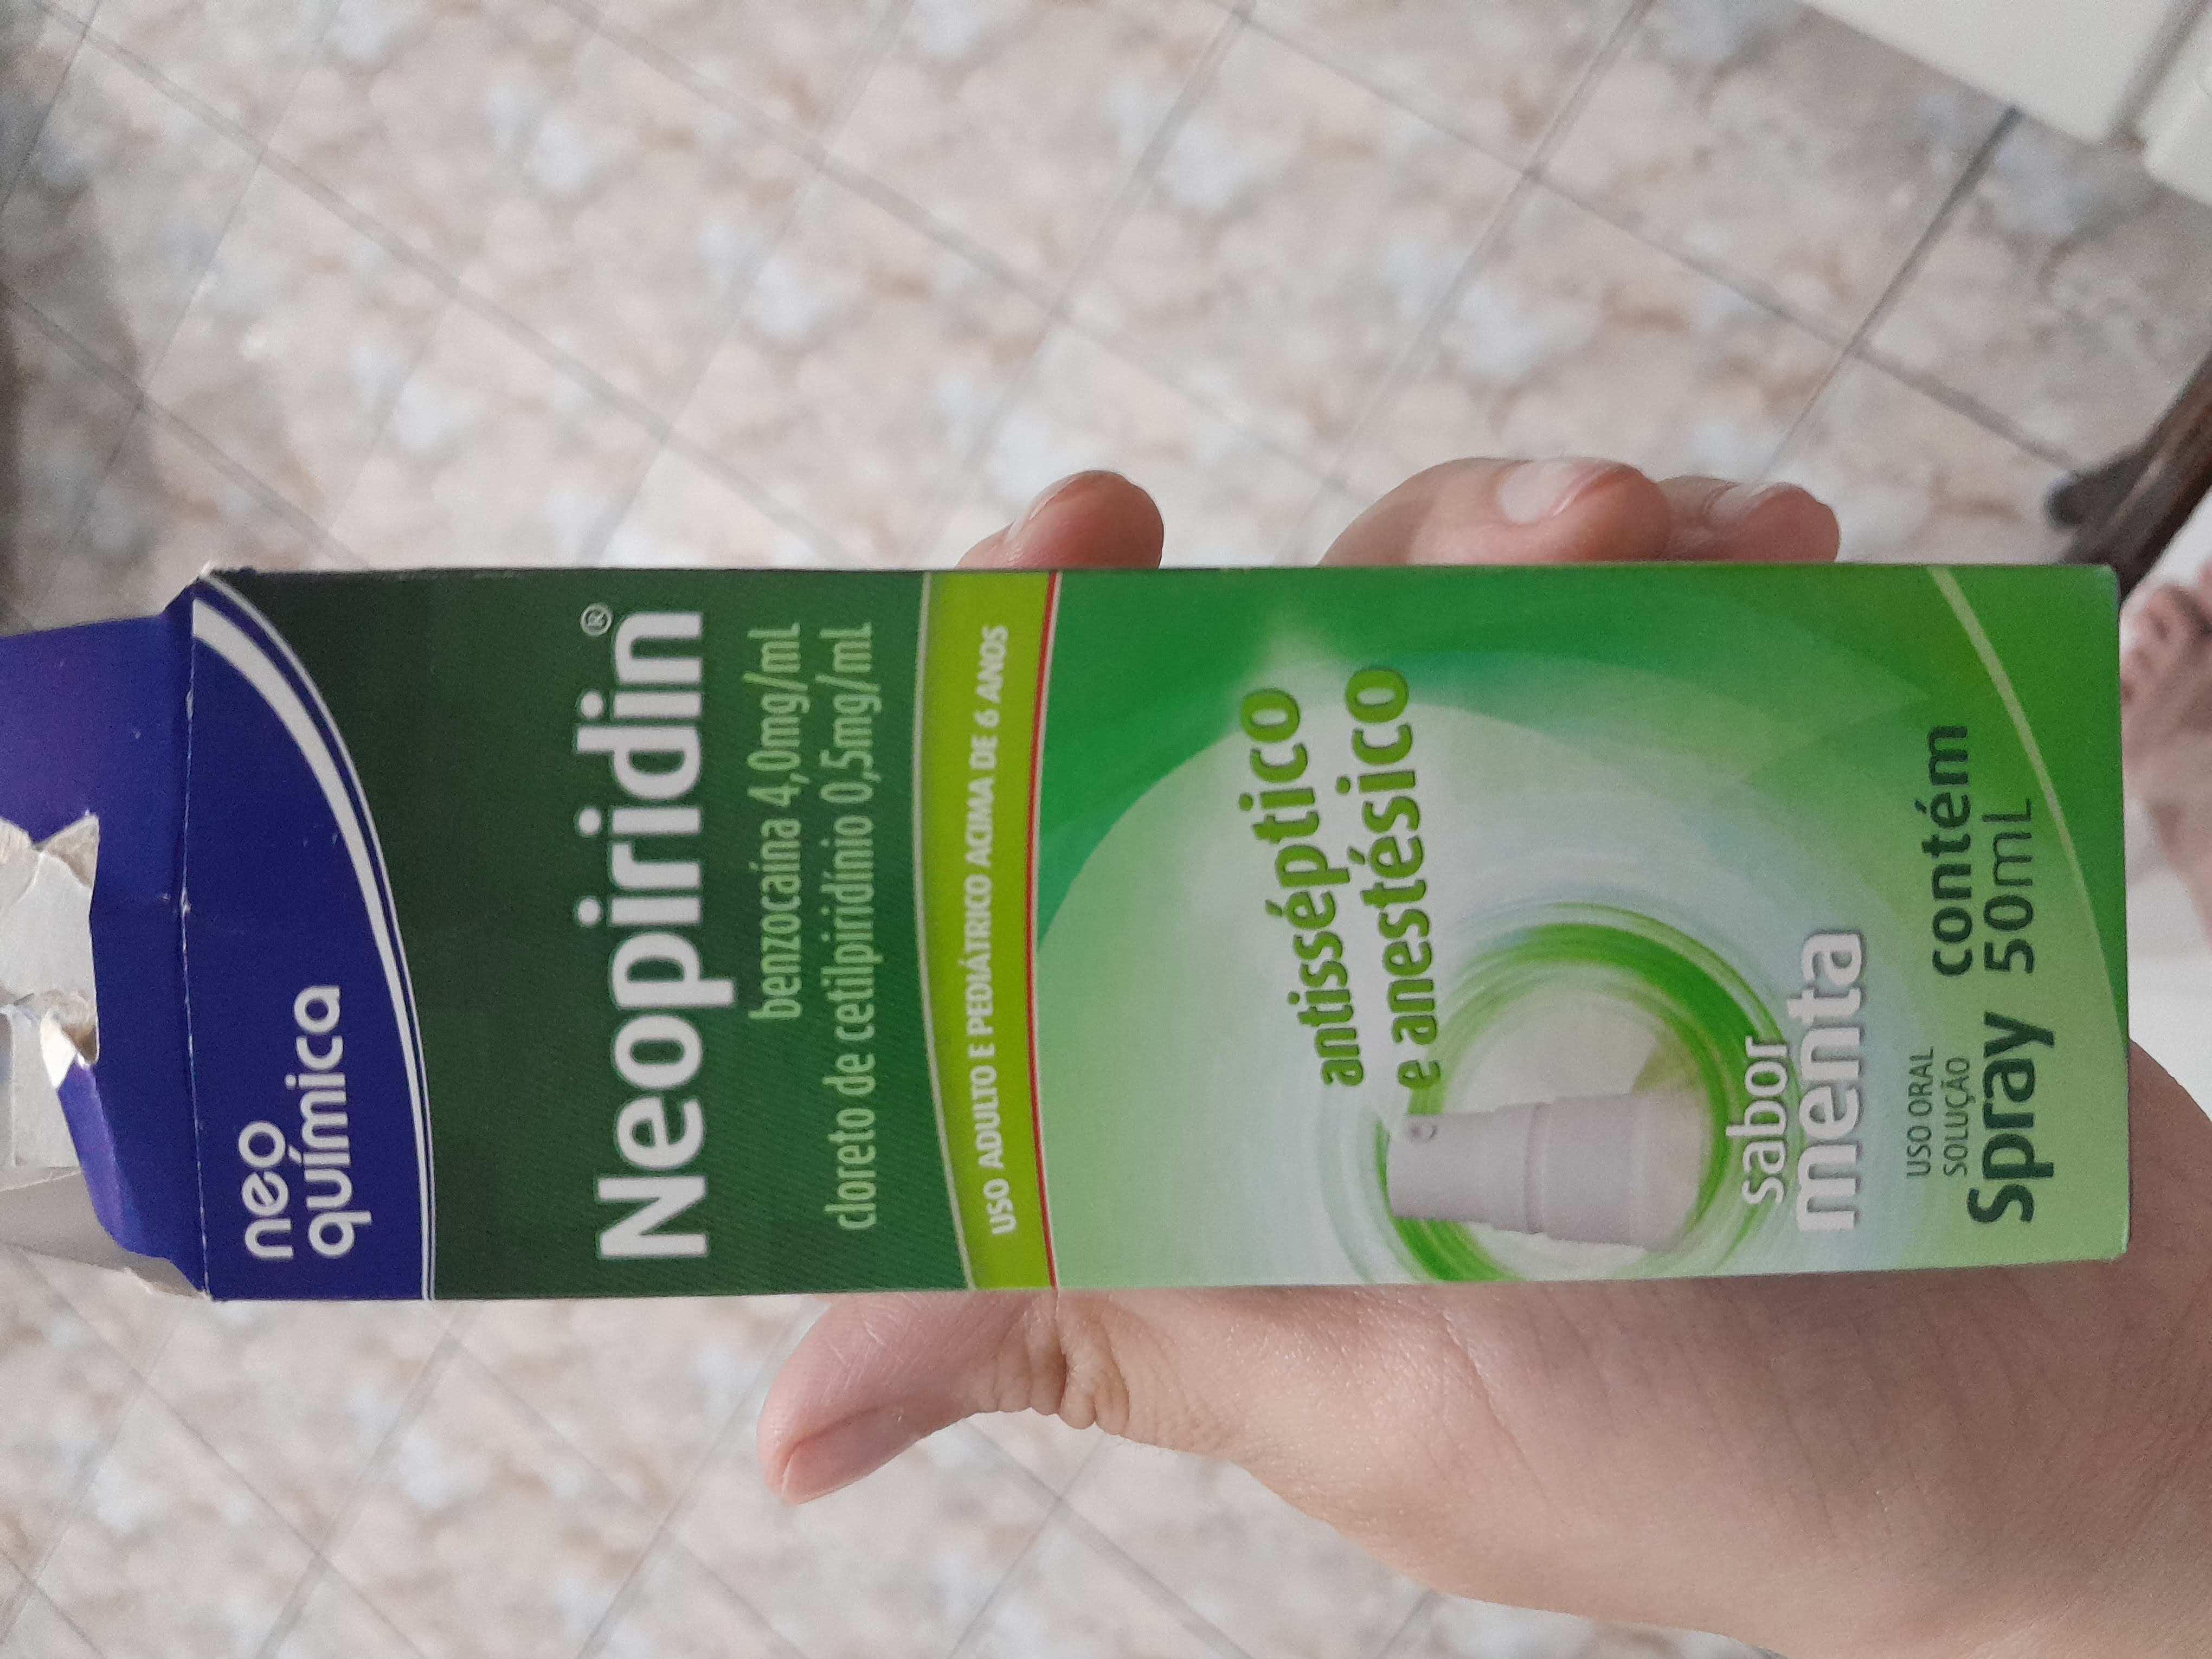 neo
química
Neopiridin®
benzocaína 4,0mg/mL
cloreto de cetilpiridínio 0,5mg/mL
USO ADULTO E PEDIÁTRICO ACIMA DE 6 ANOS
antisséptico
e anestésico
sabor
menta
USO ORAL
SOLUÇÃO
Spray
contém
50mL